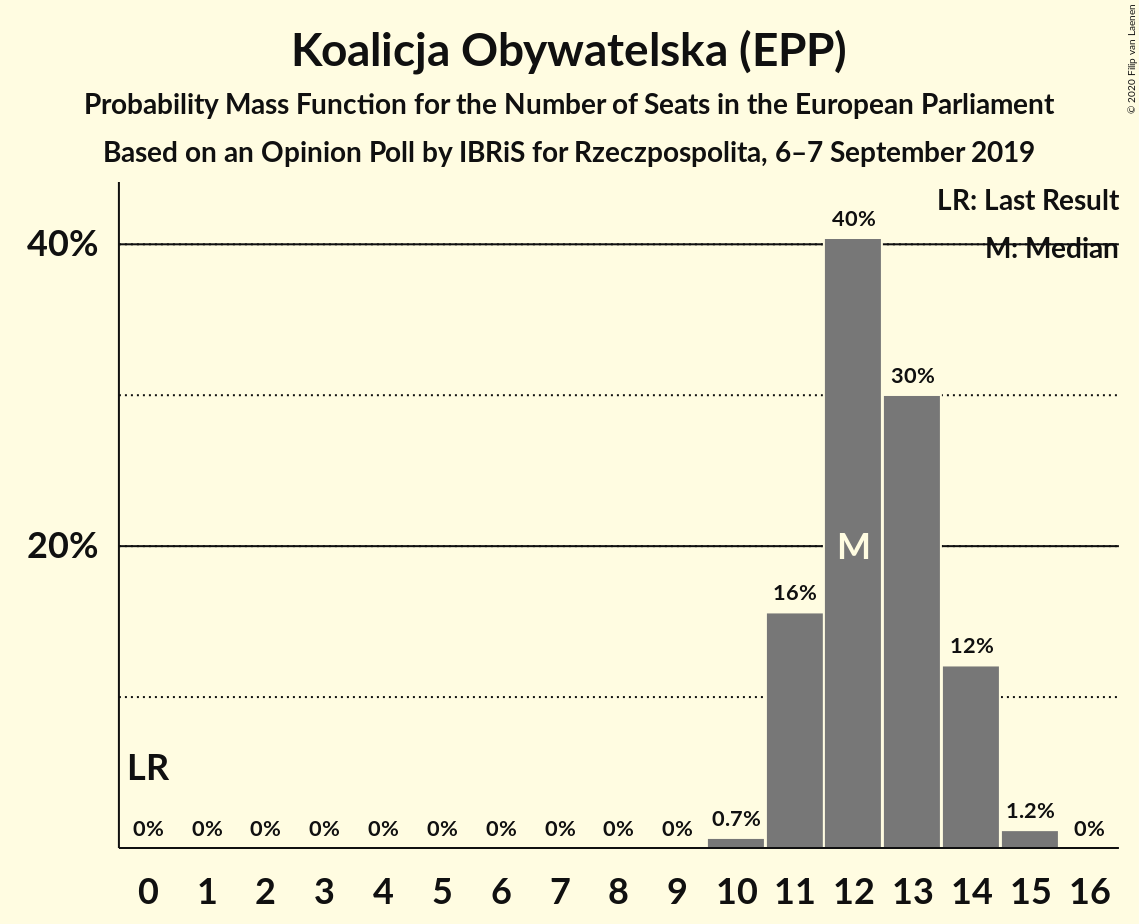 Koalicja Obywatelska (EPP)
Probability Mass Function for the Number of Seats in the European Parliament
Based on an Opinion Poll by IBRiS for Rzeczpospolita, 6–7 September 2019
© 2020 Filip van Laenen
LR: Last Result
M: Median
40%
20%
40%
30%
16%
12%
M
LR
0% 0% 0% 0% 0% 0% 0% 0% 0% 0% 0.7% 1.2% 0%
0 1 2 3 4 5 6 7 8 9 10 11 12 13 14 15 16